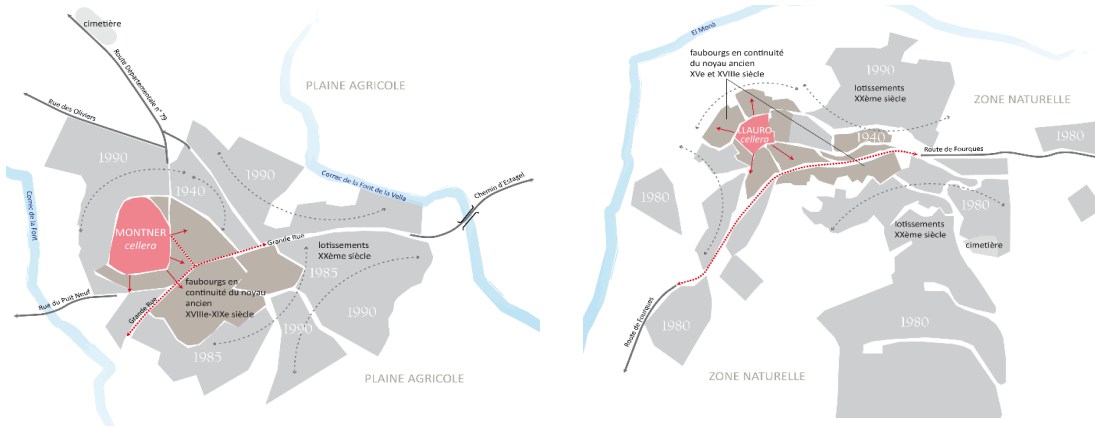 cimetière
Route Départementale n° 79
Rue des Oliviers
PLAINE AGRICOLE
1990
1990
1940
Correc de la Font de la Vella
Chemin d'Estagel
Correc de la Font
MONTNER
cellera
Grande Rue
lotissements
XXème siècle
1985
faubourgs en
continuité du noyau
ancien
XVIIIe-XIXe siècle
Rue du Puit Neuf
Grande Rue
1990
1990
1985
PLAINE AGRICOLE
El Monà
faubourgs en continuité
du noyau ancien
XVe et XVIIIe siècle
1990
lotissements
XXème siècle
ZONE NATURELLE
LLAURO
cellera
1940
1980
Route de Fourques
1980
1980
lotissements
XXème siècle
cimetière
Route de Fourques
1980
1980
ZONE NATURELLE